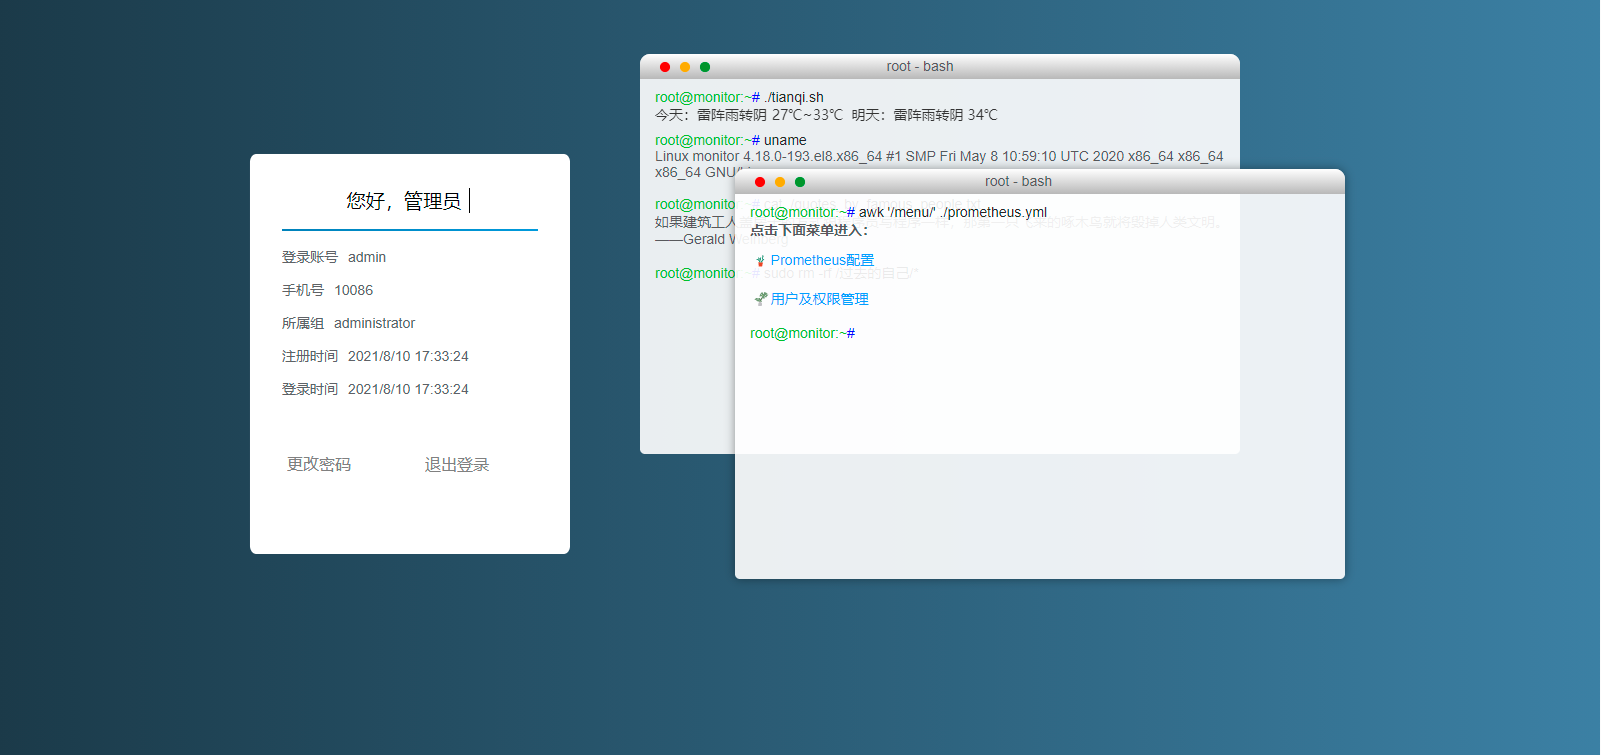 您好，管理员
登录账号 admin
手机号 10086
所属组 administrator
注册时间 2021/8/10 17:33:24
登录时间 2021/8/10 17:33:24
更改密码 退出登录
root - bash
root@monitor:~# ./tianqi.sh
今天：雷阵雨转阴 27℃~33℃ 明天：雷阵雨转阴 34℃
root@monitor:~# uname
Linux monitor 4.18.0-193.el8.x86_64 #1 SMP Fri May 8 10:59:10 UTC 2020 x86_64 x86_64
x86_64 GNU/
root@monitor:~# cat ./quotes_by_famous_people.txt
如果建筑工人 的啄木鸟就将毁掉人类文明。
——Gerald Weinberg
root@monitor:~# sudo rm -rf /过去的自己/*
root - bash
root@monitor:~# awk '/menu/' ./prometheus.yml
点击下面菜单进入：
Prometheus配置
用户及权限管理
root@monitor:~#